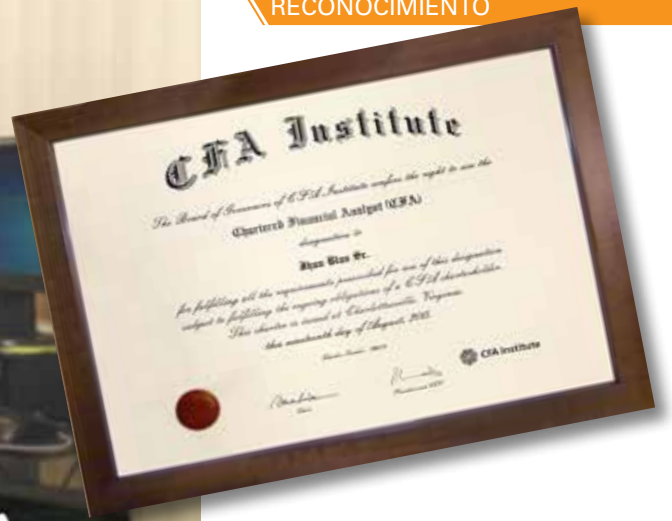 RECONOCIMIENTO
CFA Institute
The Board of Governors of CFA Institute confers the right to use the
Chartered Financial Analyst (CFA)
designation to
for fulfilling all the requirements prescribed for use of this designation
subject to fulfilling the ongoing obligations of a CFA charterholder.
This charter is issued at Charlottesville, Virginia
this day of August, 2015.
Chair
CFA Institute